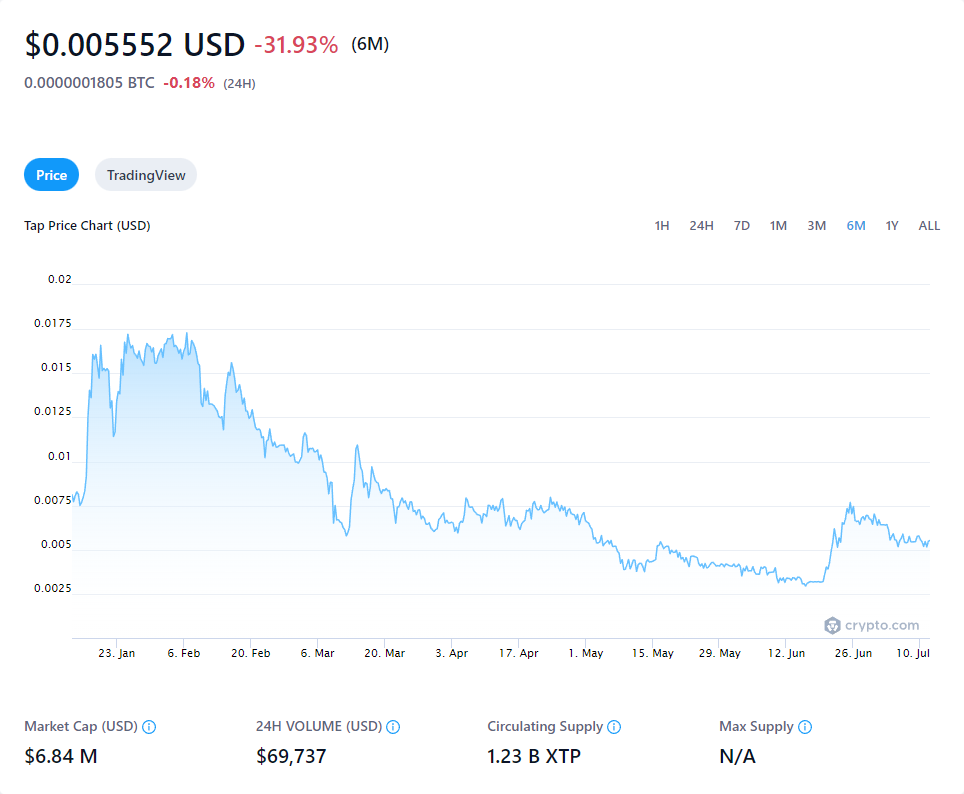 $0.005552 USD -31.93% (6M)
0.0000001805 BTC -0.18% (24H)
Price TradingView
Tap Price Chart (USD) 1H 24H 7D 1M 3M 6M 1Y ALL
0.02
0.0175
0.015
0.0125
0.01
0.0075
0.005
0.0025
crypto.com
23. Jan 6. Feb 20. Feb 6. Mar 20. Mar 3. Apr 17. Apr 1. May 15. May 29. May 12. Jun 26. Jun 10. Jul
Market Cap (USD) 24H VOLUME (USD) Circulating Supply Max Supply
$6.84 M $69,737 1.23 B XTP N/A